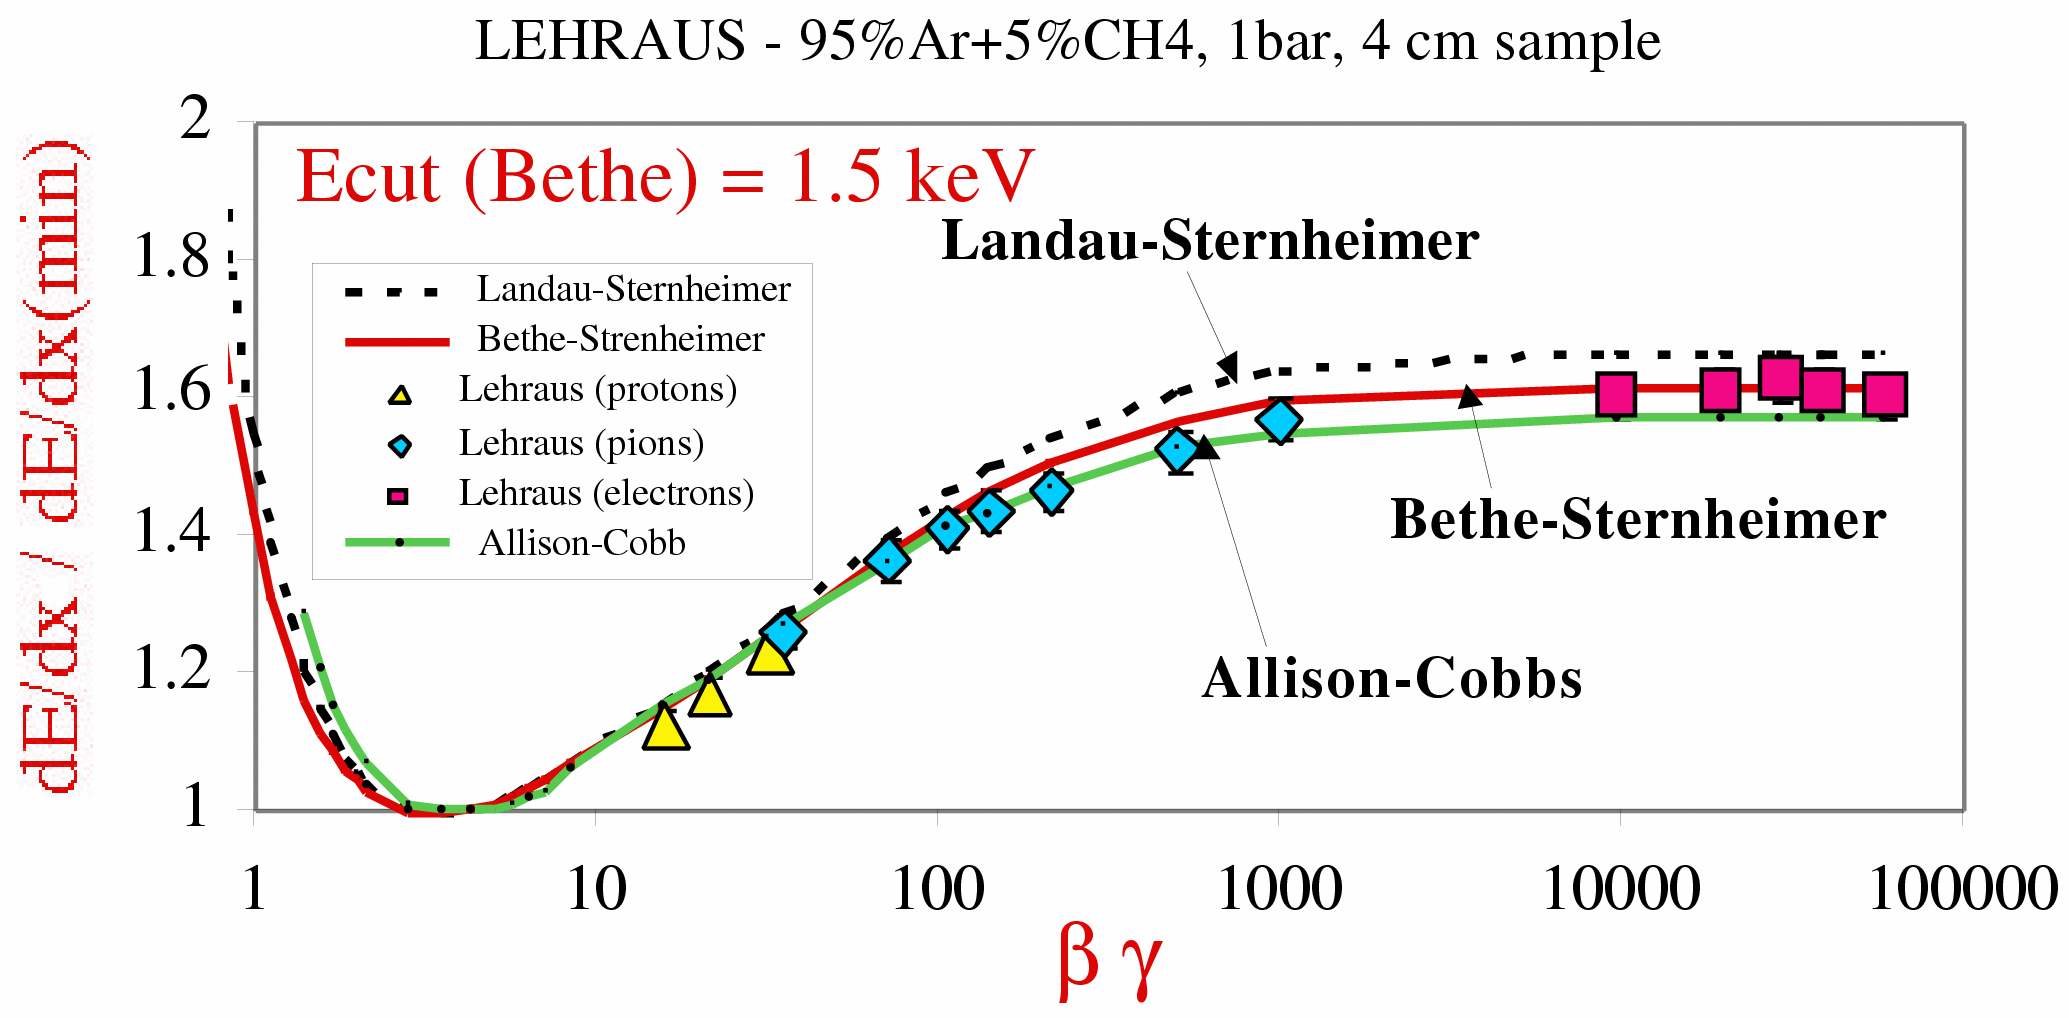 LEHRAUS - 95%Ar+5%CH4, 1bar, 4 cm sample
dE/dx / dE/dx(min)
2
1.8
1.6
1.4
1.2
1
Ecut (Bethe) = 1.5 keV
Landau-Sternheimer
Landau-Sternheimer
Bethe-Strenheimer
Lehraus (protons)
Lehraus (pions)
Lehraus (electrons)
Allison-Cobb
Bethe-Sternheimer
Allison-Cobbs
1 10 100 1000 10000 100000
β γ